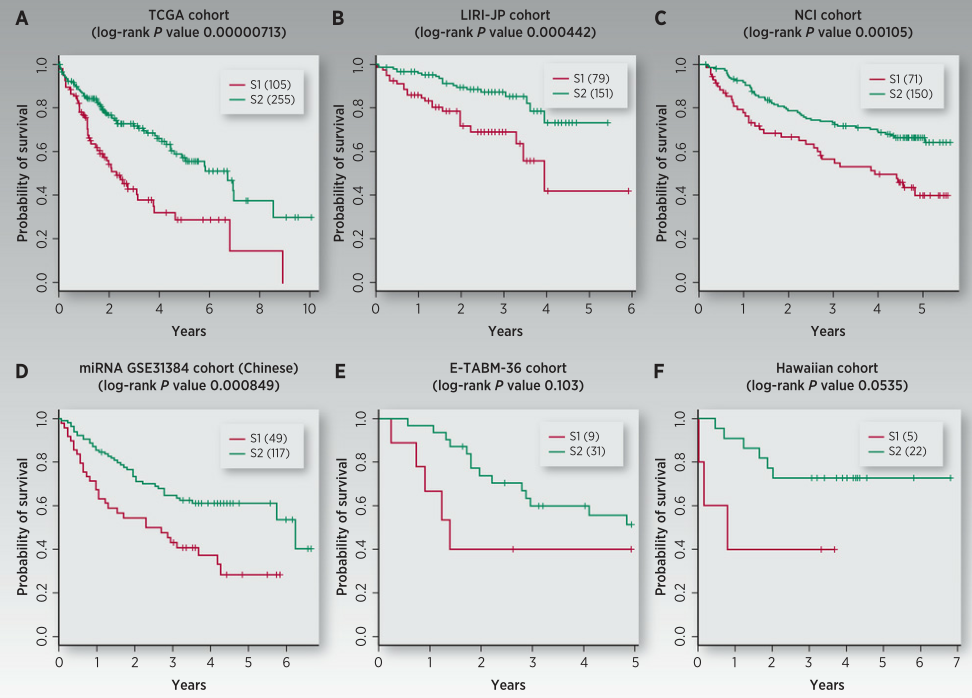 A
TCGA cohort
(log-rank P value 0.00000713)
Probability of survival
1.0
0.8
0.6
0.4
0.2
0.0
S1 (105)
S2 (255)
0 2 4 6 8 10
Years
B
LIRI-JP cohort
(log-rank P value 0.000442)
Probability of survival
1.0
0.8
0.6
0.4
0.2
0.0
S1 (79)
S2 (151)
0 1 2 3 4 5 6
Years
C
NCI cohort
(log-rank P value 0.00105)
Probability of survival
1.0
0.8
0.6
0.4
0.2
0.0
S1 (71)
S2 (150)
0 1 2 3 4 5
Years
D
miRNA GSE31384 cohort (Chinese)
(log-rank P value 0.000849)
Probability of survival
1.0
0.8
0.6
0.4
0.2
0.0
S1 (49)
S2 (117)
0 1 2 3 4 5 6
Years
E
E-TABM-36 cohort
(log-rank P value 0.103)
Probability of survival
1.0
0.8
0.6
0.4
0.2
0.0
S1 (9)
S2 (31)
0 1 2 3 4 5
Years
F
Hawaiian cohort
(log-rank P value 0.0535)
Probability of survival
1.0
0.8
0.6
0.4
0.2
0.0
S1 (5)
S2 (22)
0 1 2 3 4 5 6 7
Years